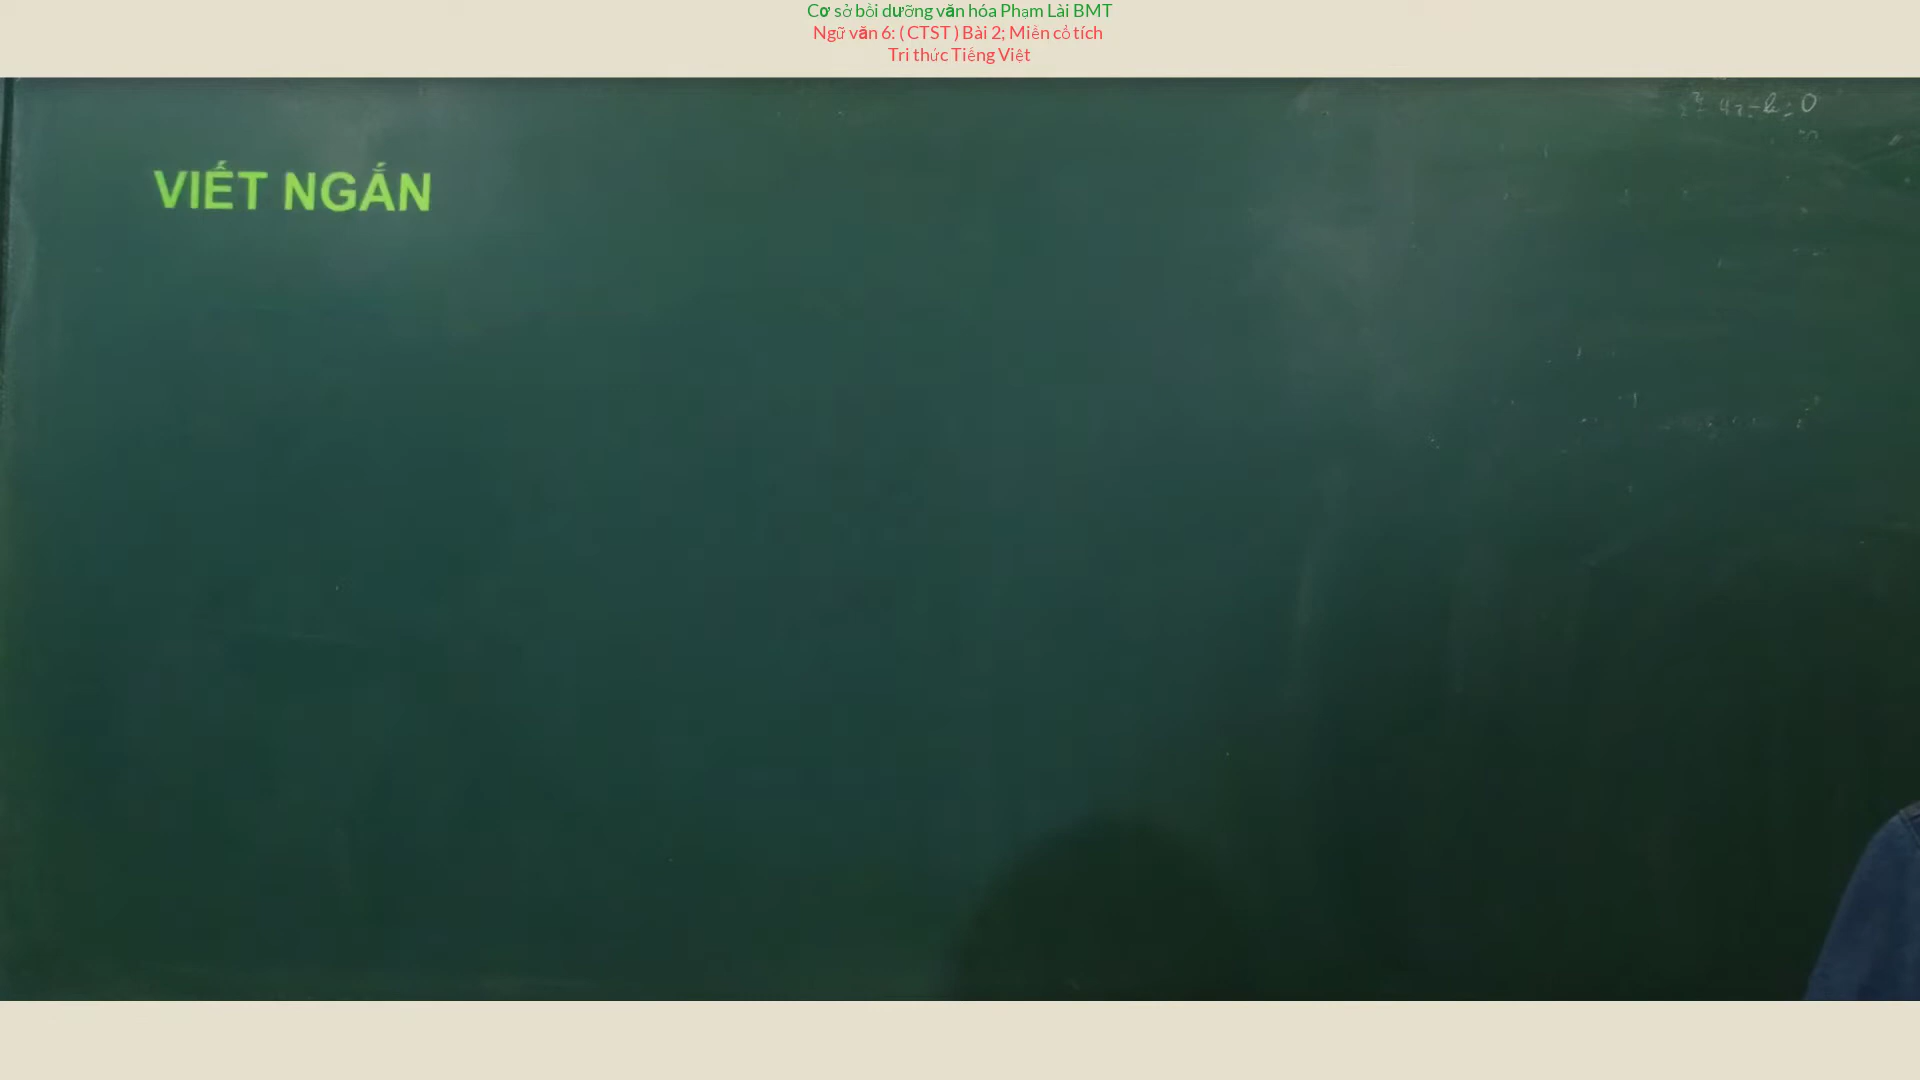 Cơ sở bồi dưỡng văn hóa Phạm Lài BMT
Ngữ văn 6: ( CTST ) Bài 2; Miền cổ tích
Tri thức Tiếng Việt
VIẾT NGẮN